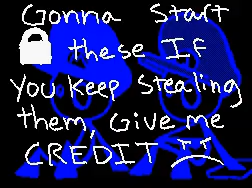 Gonna Start
🔒 these If
You Keep Stealing
them, Give me
CREDIT ☹